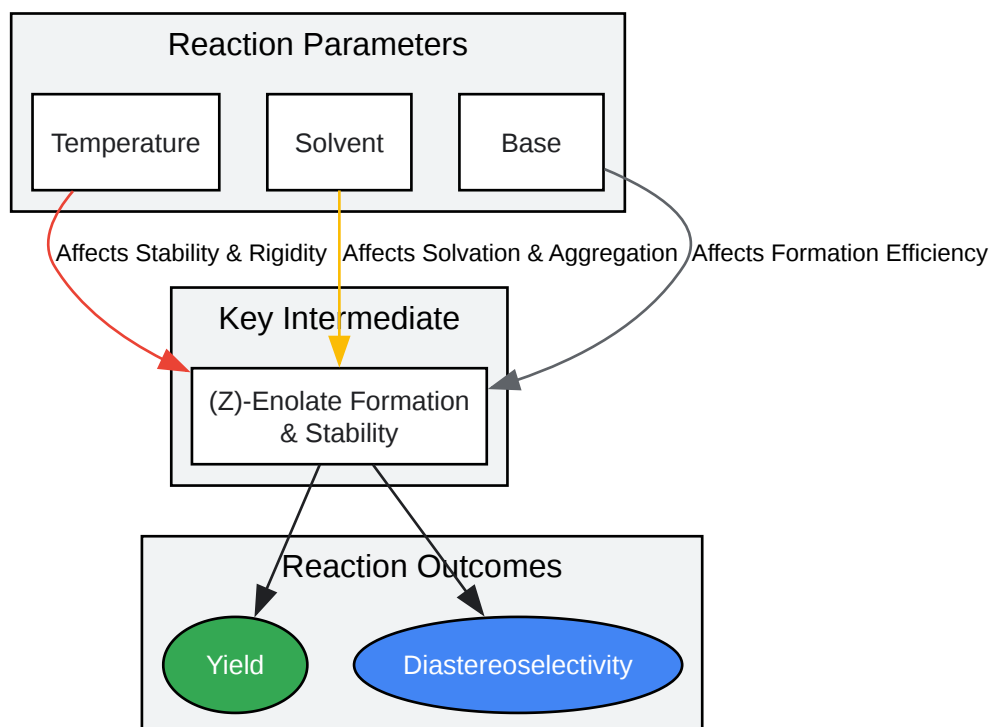 Reaction Parameters
Temperature
Solvent
Base
Affects Stability & Rigidity
Affects Solvation & Aggregation
Affects Formation Efficiency
Key Intermediate
(Z)-Enolate Formation
& Stability
Reaction Outcomes
Yield
Diastereoselectivity